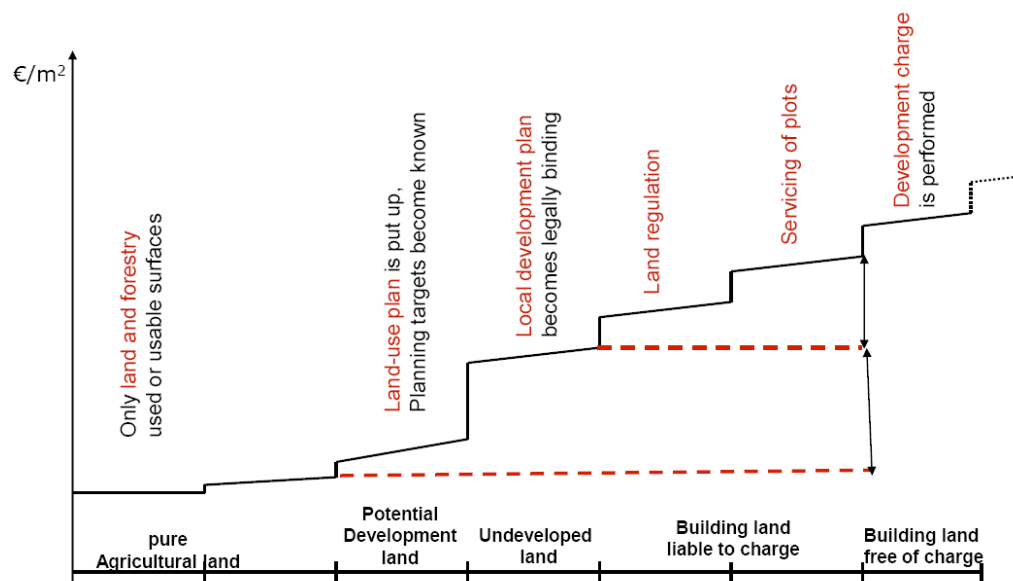 €/m²
Only land and forestry
used or usable surfaces
Land-use plan is put up,
Planning targets become known
Local development plan
becomes legally binding
Land regulation
Servicing of plots
Development charge
is performed
pure
Agricultural land
Potential
Development
land
Undeveloped
land
Building land
liable to charge
Building land
free of charge